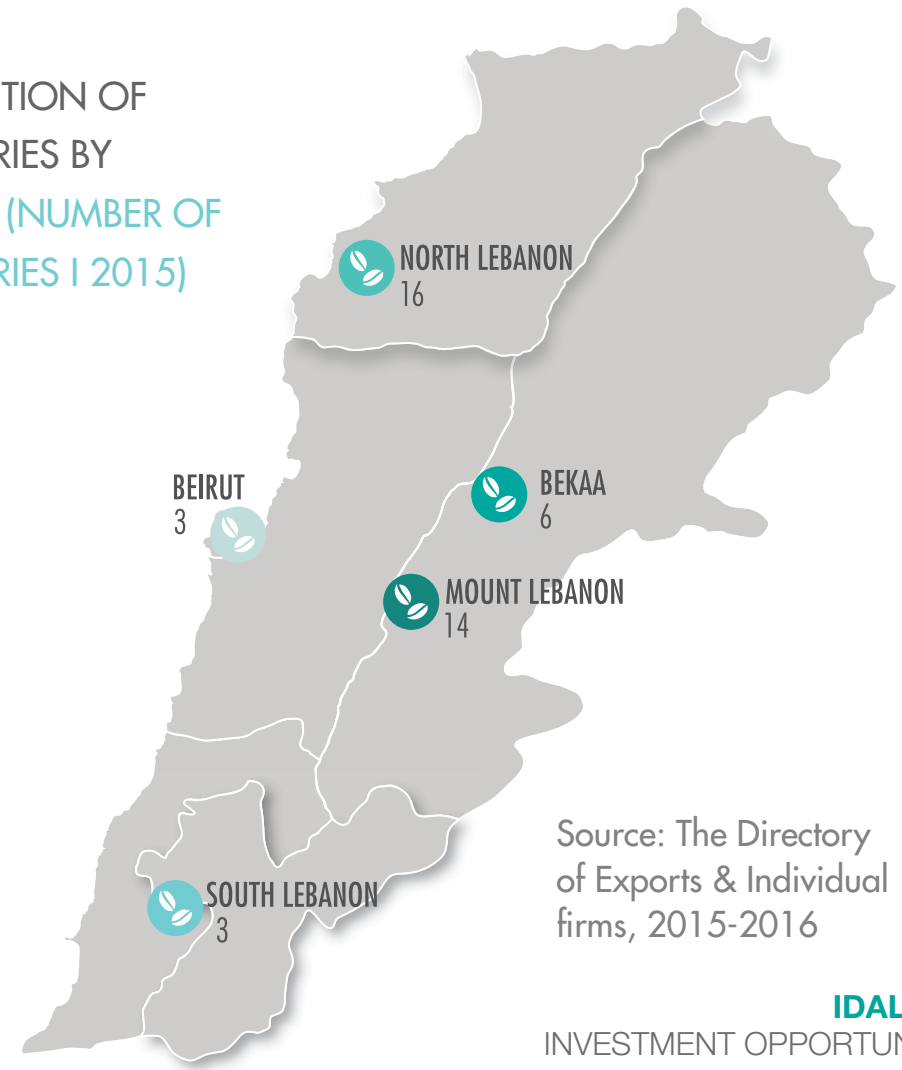 TION OF
RIES BY
(NUMBER OF
RIES I 2015)
NORTH LEBANON
16
BEIRUT
3
BEKAA
6
MOUNT LEBANON
14
SOUTH LEBANON
3
Source: The Directory
of Exports & Individual
firms, 2015-2016
IDAL
INVESTMENT OPPORTUN